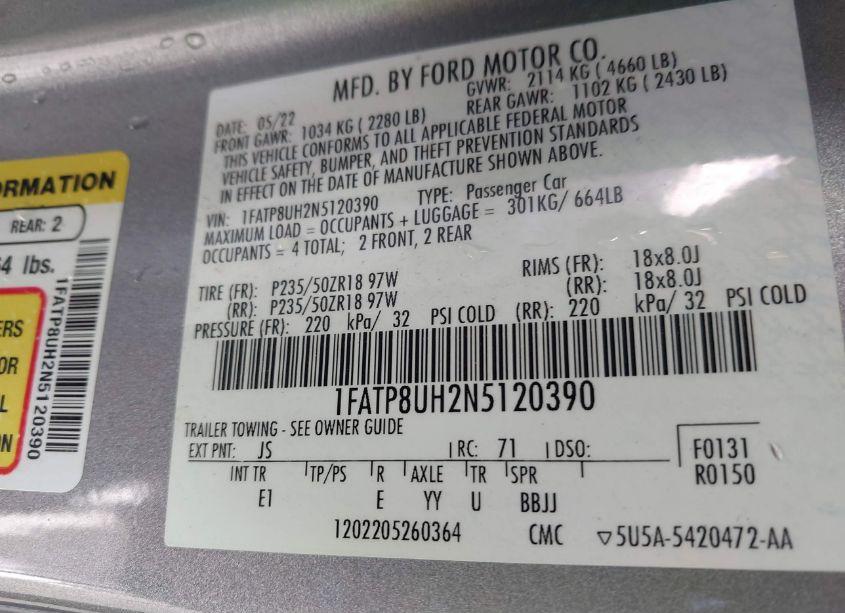 MFD. BY FORD MOTOR CO.
DATE: 05/22 GVWR: 2114 KG ( 4660 LB)
FRONT GAWR: 1034 KG ( 2280 LB) REAR GAWR: 1102 KG ( 2430 LB)
THIS VEHICLE CONFORMS TO ALL APPLICABLE FEDERAL MOTOR
VEHICLE SAFETY, BUMPER, AND THEFT PREVENTION STANDARDS
IN EFFECT ON THE DATE OF MANUFACTURE SHOWN ABOVE.
VIN: 1FATP8UH2N5120390 TYPE: Passenger Car
MAXIMUM LOAD = OCCUPANTS + LUGGAGE = 301KG/ 664LB
OCCUPANTS = 4 TOTAL; 2 FRONT, 2 REAR
TIRE (FR): P235/50ZR18 97W RIMS (FR): 18x8.0J
(RR): P235/50ZR18 97W (RR): 18x8.0J
PRESSURE (FR): 220 kPa/ 32 PSI COLD (RR): 220 kPa/ 32 PSI COLD
1FATP8UH2N5120390
TRAILER TOWING - SEE OWNER GUIDE
EXT PNT: JS RC: 71 DSO: F0131
R0150
INT TR TP/PS R AXLE TR SPR
E1 E YY U BBJJ
1202205260364 CMC ▽5U5A-5420472-AA
ORMATION
REAR: 2
4 lbs.
ERS
OR
L
ON
1FATP8UH2N5120390